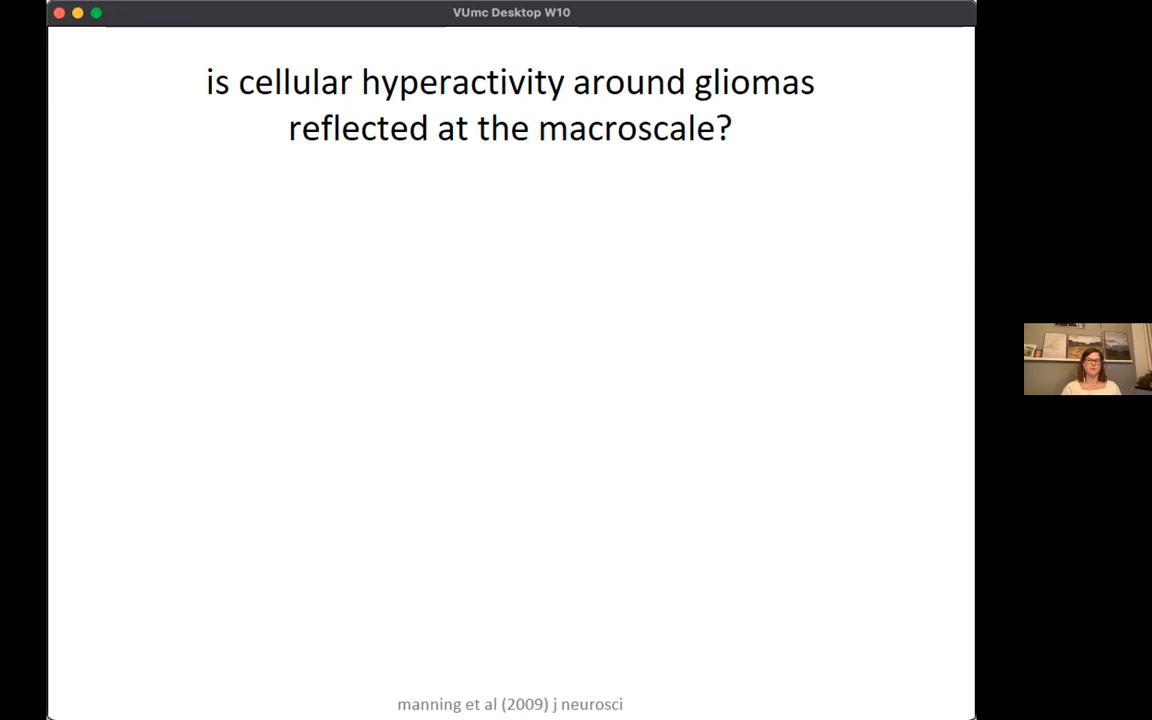 VUmc Desktop W10
is cellular hyperactivity around gliomas
reflected at the macroscale?
manning et al (2009) j neurosci